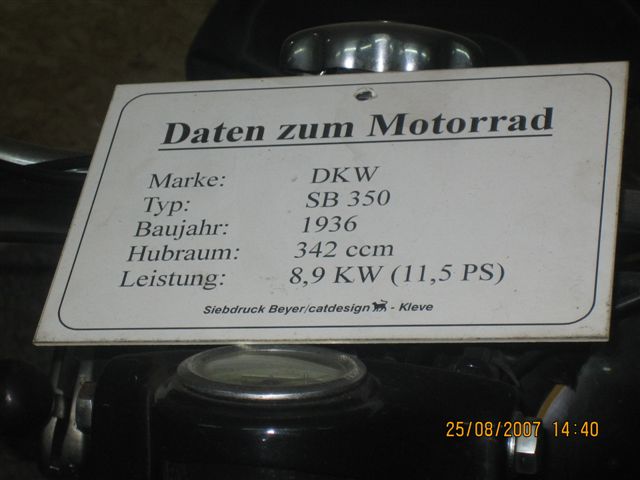 Daten zum Motorrad
Marke: DKW
Typ: SB 350
Baujahr: 1936
Hubraum: 342 ccm
Leistung: 8,9 KW (11,5 PS)
Siebdruck Beyer/catdesign - Kleve
25/08/2007 14:40